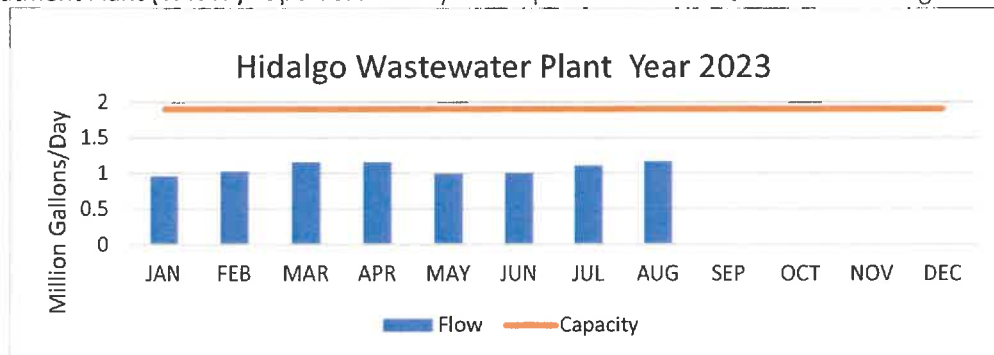 Hidalgo Wastewater Plant Year 2023
Million Gallons/Day
2
1.5
1
0.5
0
JAN FEB MAR APR MAY JUN JUL AUG SEP OCT NOV DEC
Flow Capacity